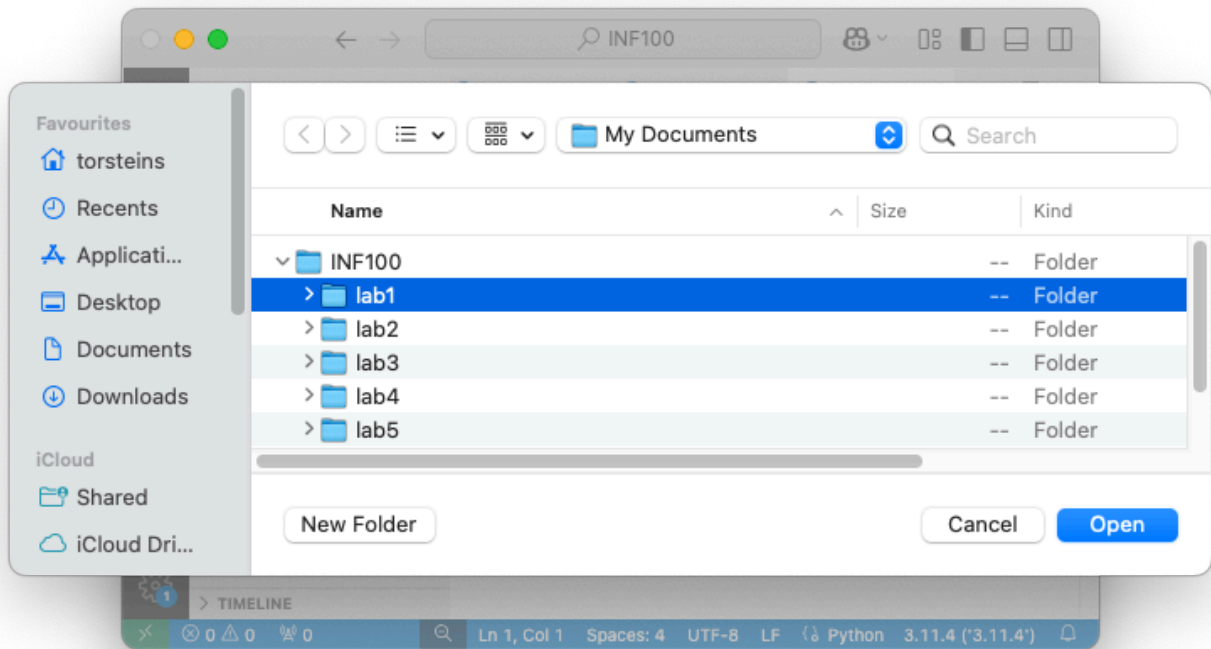 INF100
Favourites
torsteins
Recents
Applicati...
Desktop
Documents
Downloads
iCloud
Shared
iCloud Dri...
My Documents
Search
Name Size Kind
INF100 -- Folder
lab1 -- Folder
lab2 -- Folder
lab3 -- Folder
lab4 -- Folder
lab5 -- Folder
New Folder Cancel Open
1
TIMELINE
0 0 0 Ln 1, Col 1 Spaces: 4 UTF-8 LF Python 3.11.4 ('3.11.4')